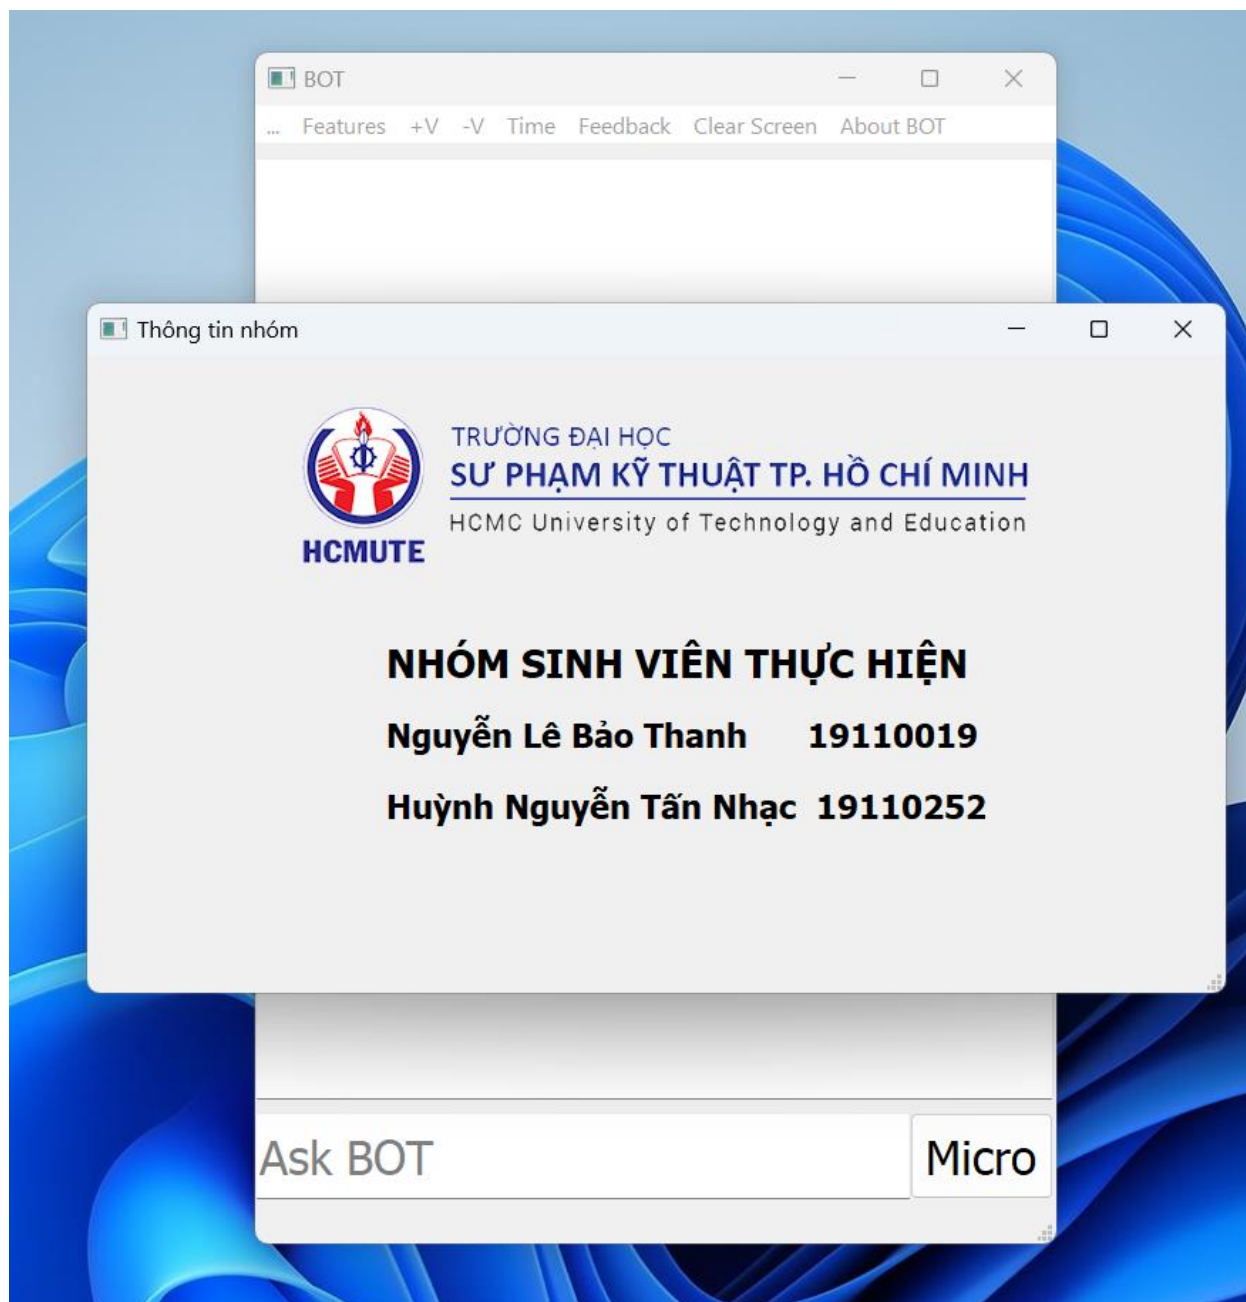 BOT
... Features +V -V Time Feedback Clear Screen About BOT
Thông tin nhóm
TRƯỜNG ĐẠI HỌC
SƯ PHẠM KỸ THUẬT TP. HỒ CHÍ MINH
HCMC University of Technology and Education
HCMUTE
NHÓM SINH VIÊN THỰC HIỆN
Nguyễn Lê Bảo Thanh 19110019
Huỳnh Nguyễn Tấn Nhạc 19110252
Ask BOT
Micro